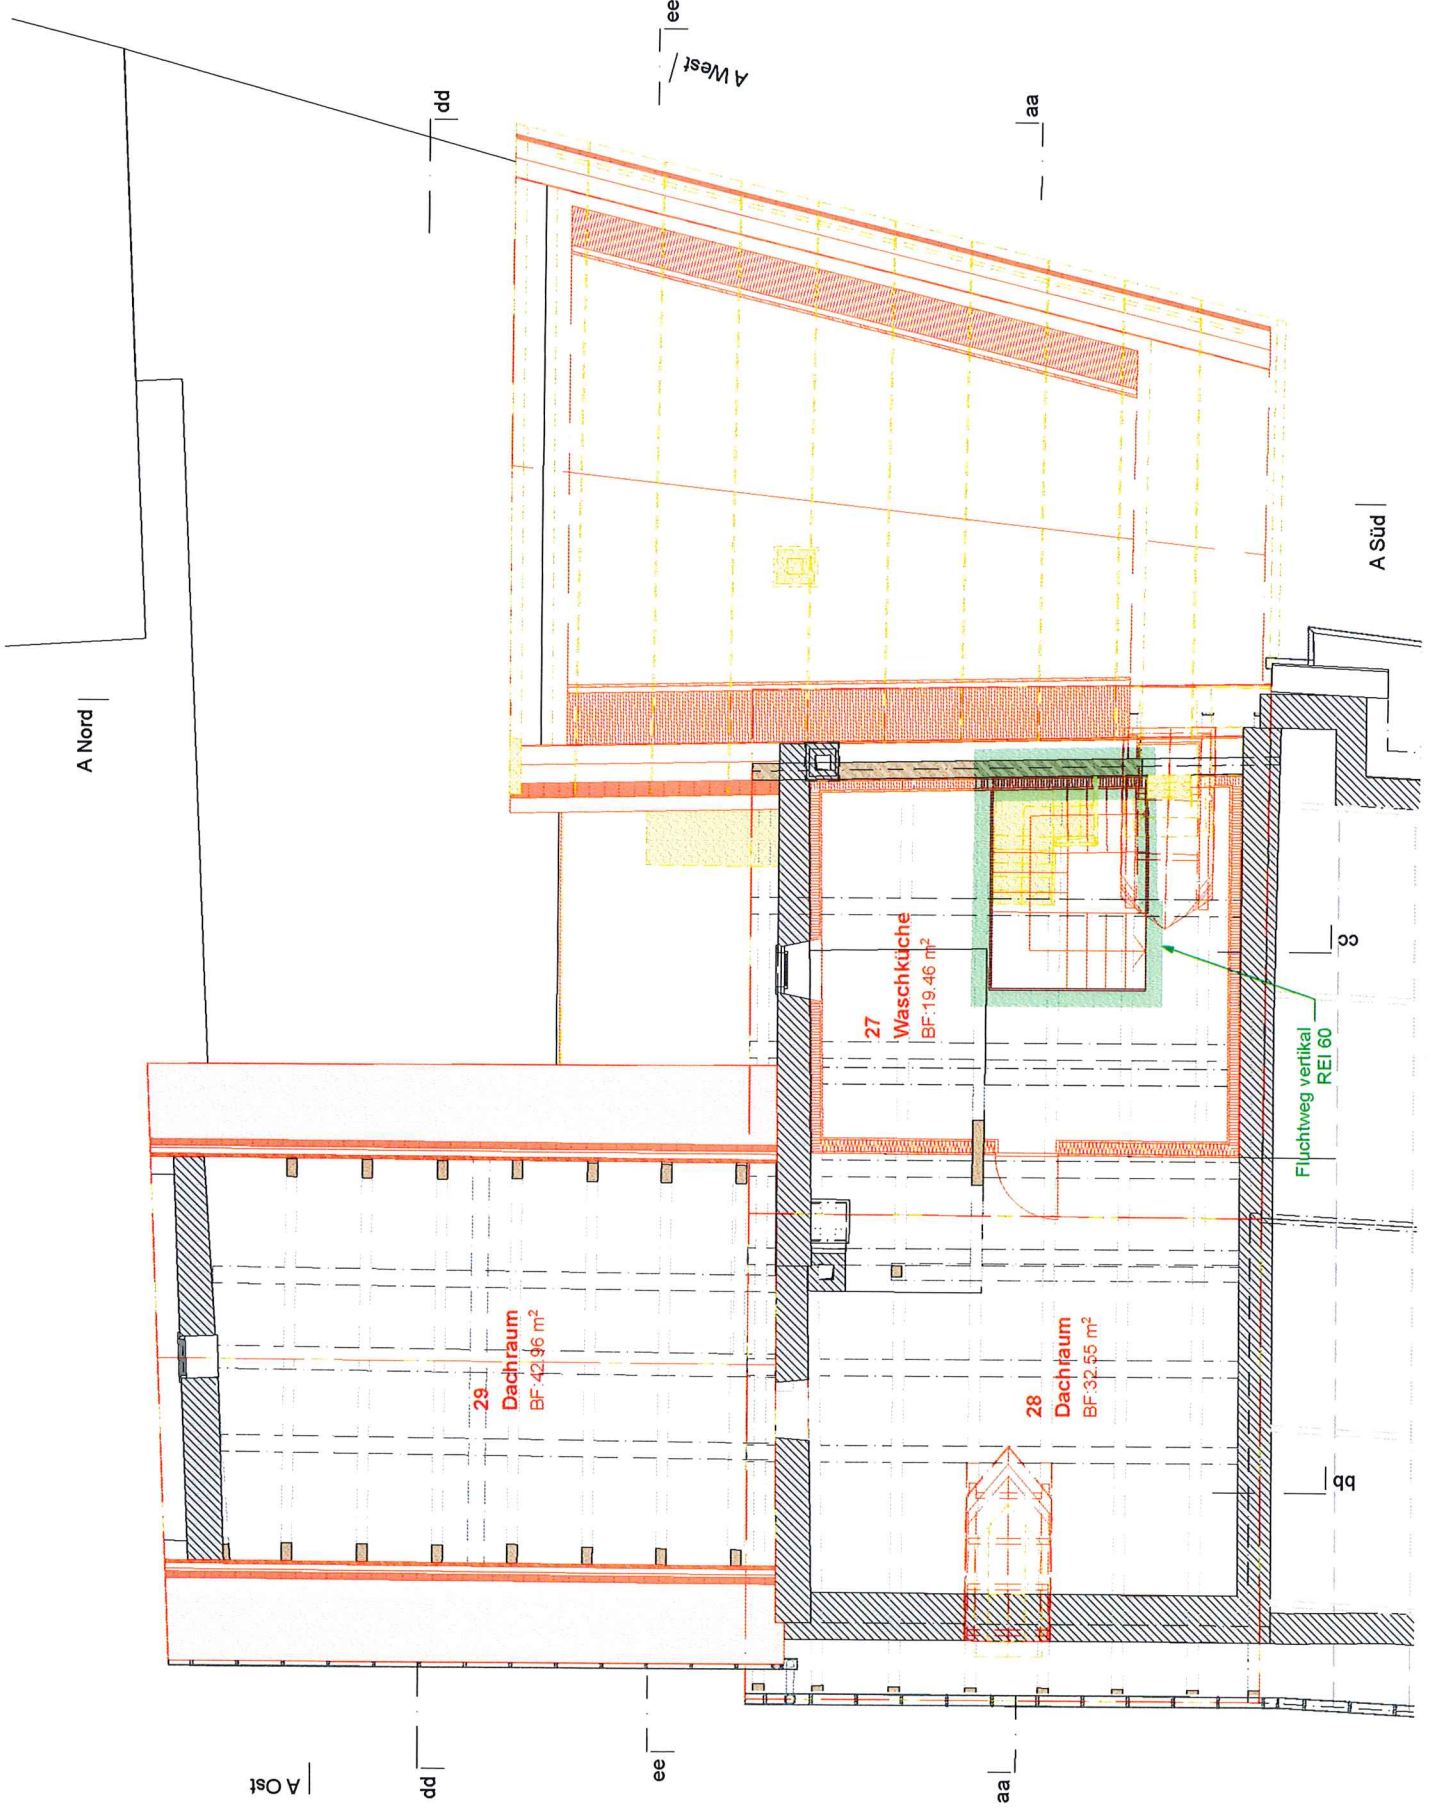 ee
A West
dd
aa
A Nord
A Süd
27
Waschküche
BF:19.46 m²
cc
Fluchtweg vertikal
REI 60
29
Dachraum
BF:42.96 m²
28
Dachraum
BF:32.55 m²
bb
A Ost
dd
ee
aa